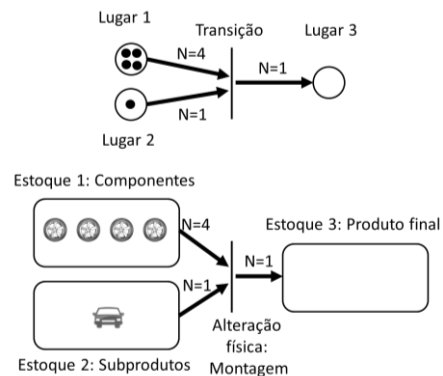 Lugar 1
Transição
Lugar 3
N=4
N=1
N=1
Lugar 2
Estoque 1: Componentes
N=4
Estoque 3: Produto final
N=1
N=1
Alteração
física:
Montagem
Estoque 2: Subprodutos